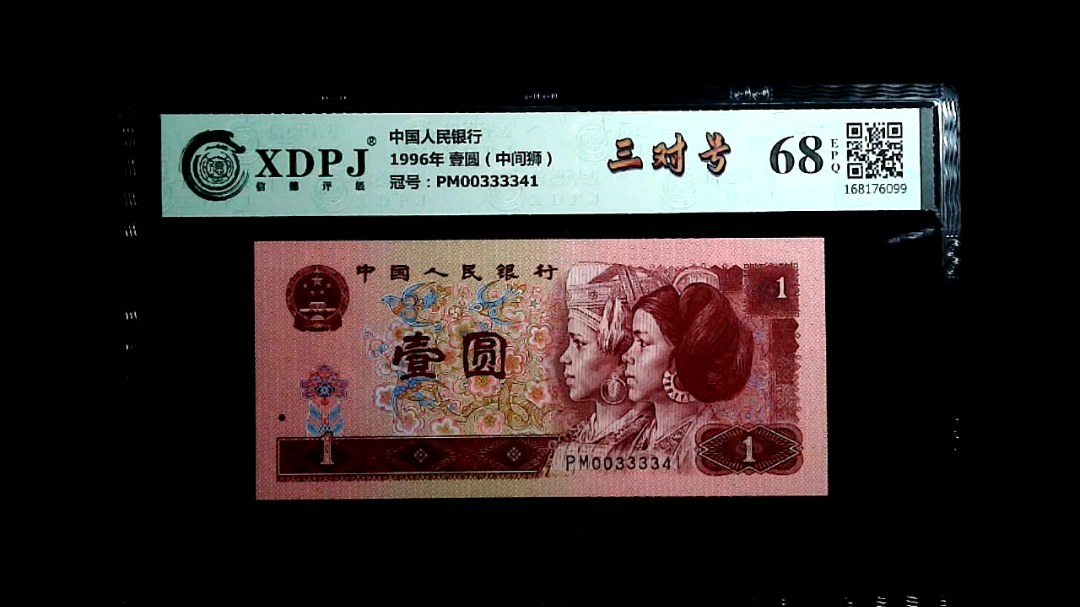 XDPJ®
信德评级
中国人民银行
1996年 壹圆（中间狮）
冠号：PM00333341
三对号
68
EPQ
168176099
中国人民银行
1
壹圆
1
1
PM00333341